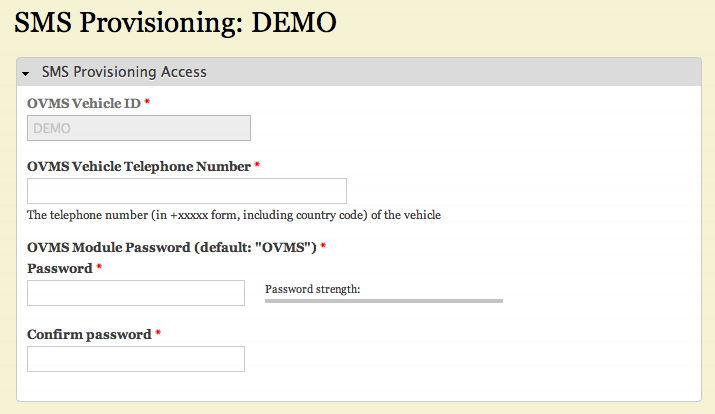 SMS Provisioning: DEMO
SMS Provisioning Access
OVMS Vehicle ID *
DEMO
OVMS Vehicle Telephone Number *
The telephone number (in +xxxxx form, including country code) of the vehicle
OVMS Module Password (default: "OVMS") *
Password *
Password strength:
Confirm password *